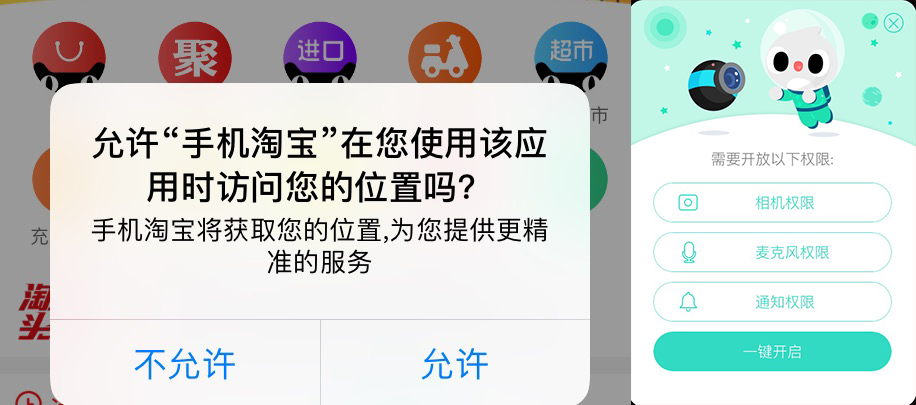 聚
进口
超市
市
允许“手机淘宝”在您使用该应
用时访问您的位置吗？
手机淘宝将获取您的位置,为您提供更精
准的服务
充
淘
头
不允许
允许
需要开放以下权限:
相机权限
麦克风权限
通知权限
一键开启